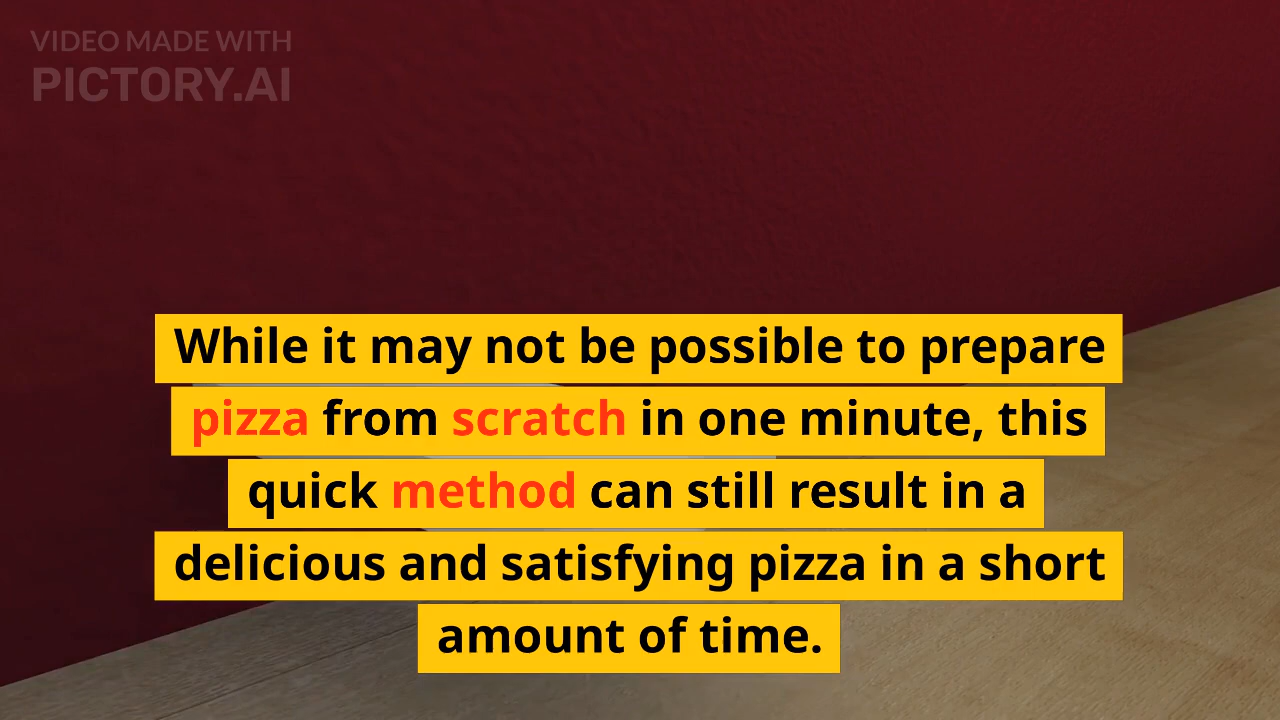 VIDEO MADE WITH
PICTORY.AI
While it may not be possible to prepare
pizza from scratch in one minute, this
quick method can still result in a
delicious and satisfying pizza in a short
amount of time.